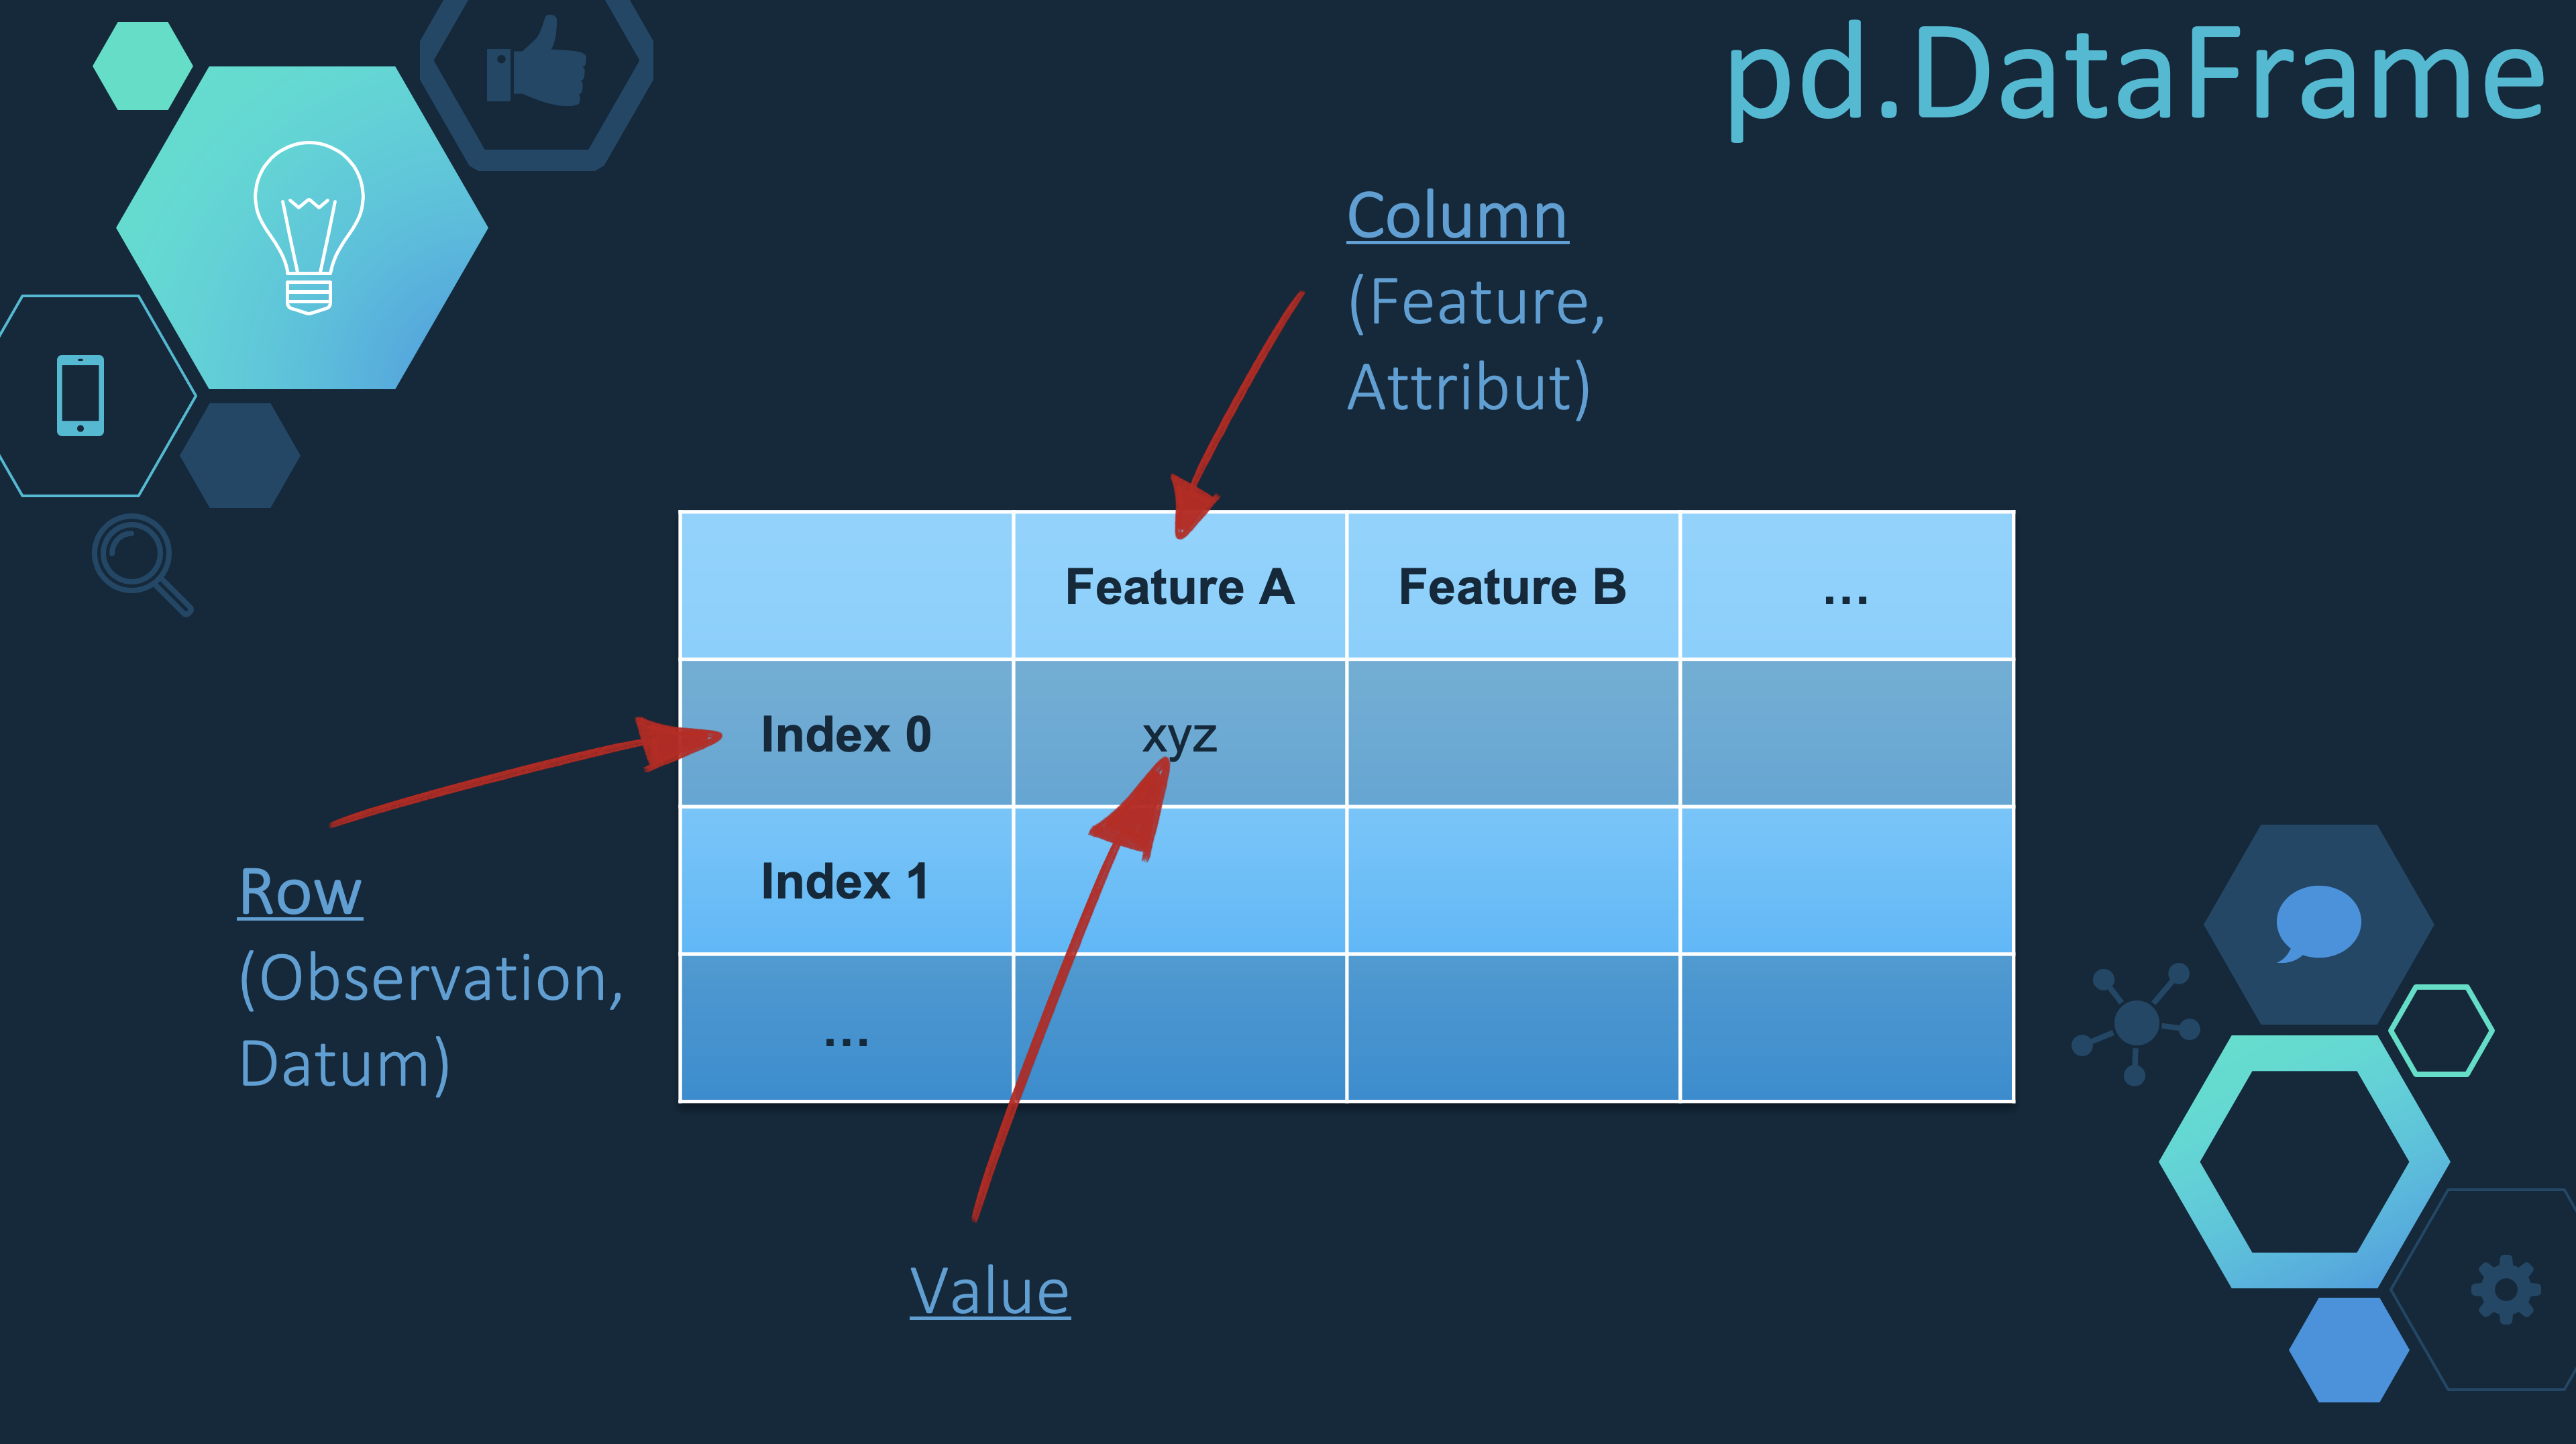 pd.DataFrame
Column
(Feature,
Attribut)
Feature A Feature B ...
Index 0 xyz
Index 1
...
Row
(Observation,
Datum)
Value